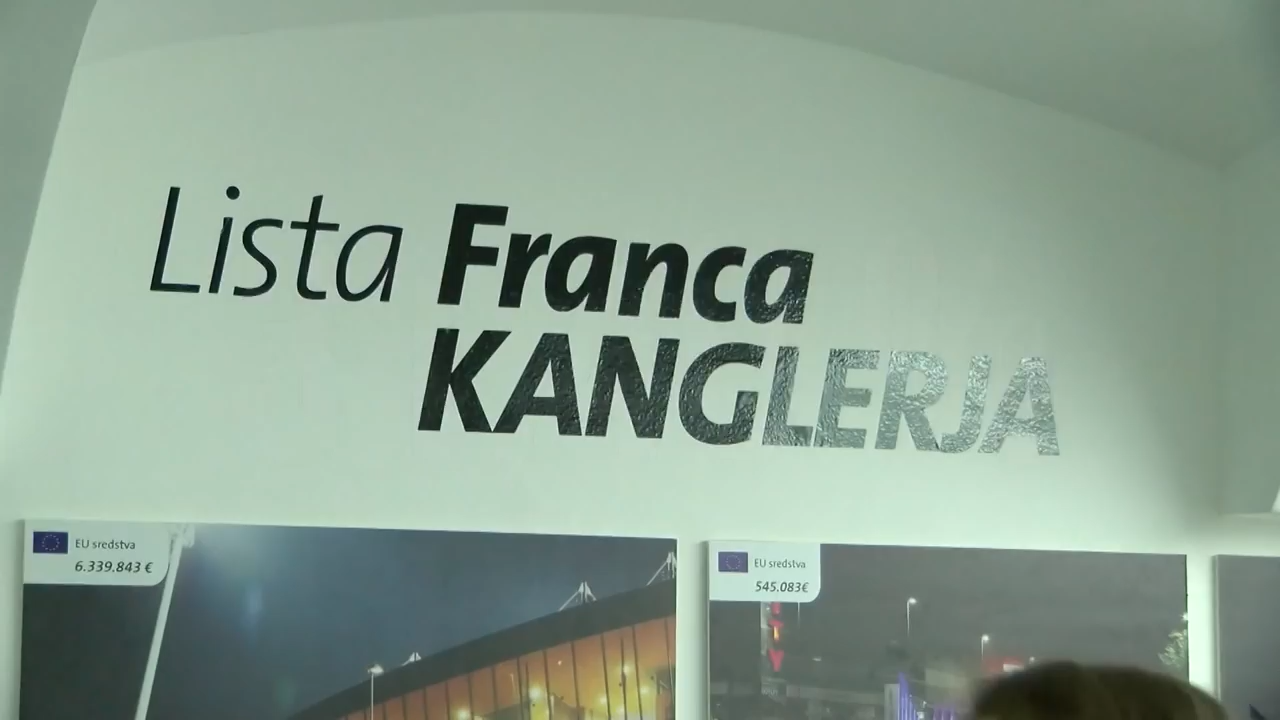 Lista Franca
KANGLERJA
EU sredstva
6.339.843 €
EU sredstva
545.083€